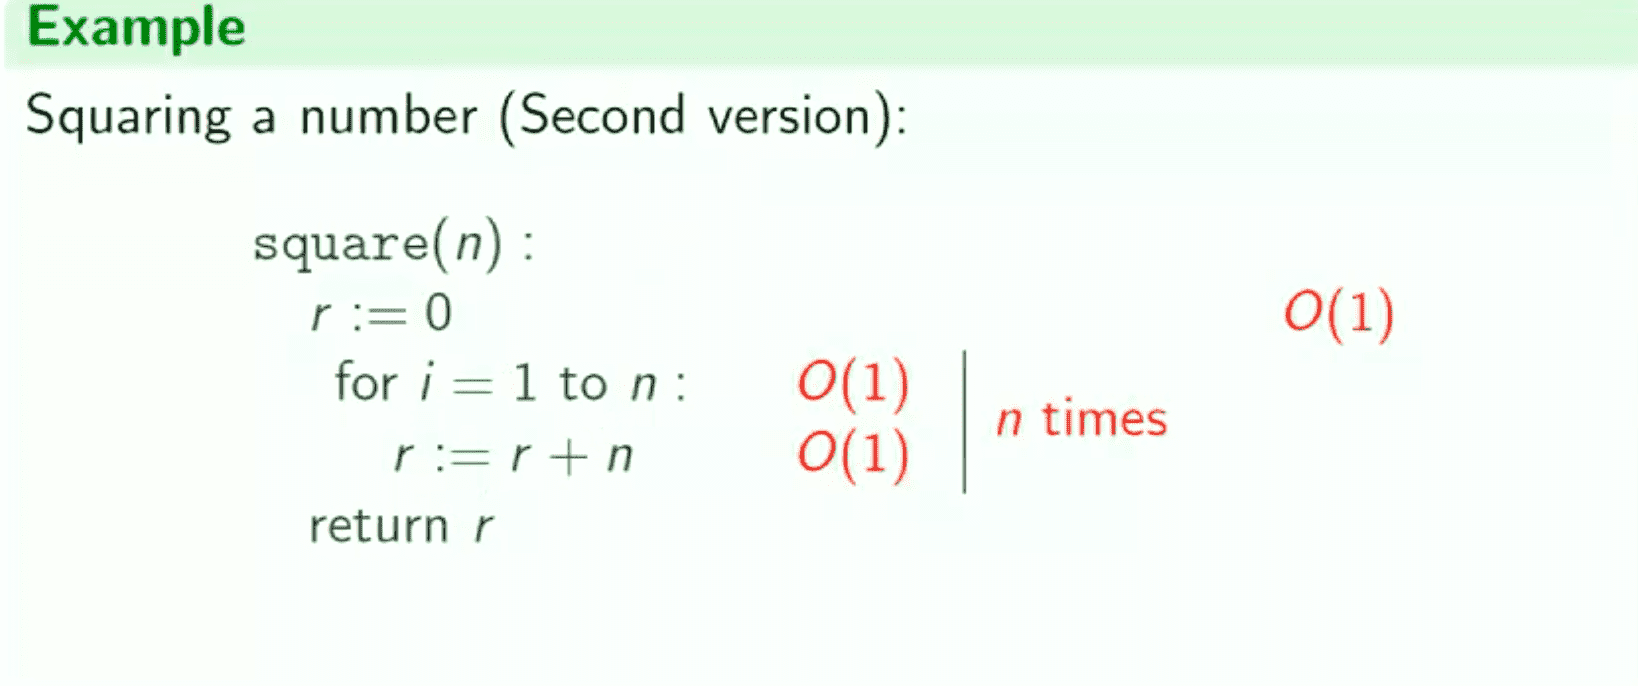 Example
Squaring a number (Second version):
square(n) :
r := 0 O(1)
for i = 1 to n : O(1)
n times
r := r + n O(1)
return r